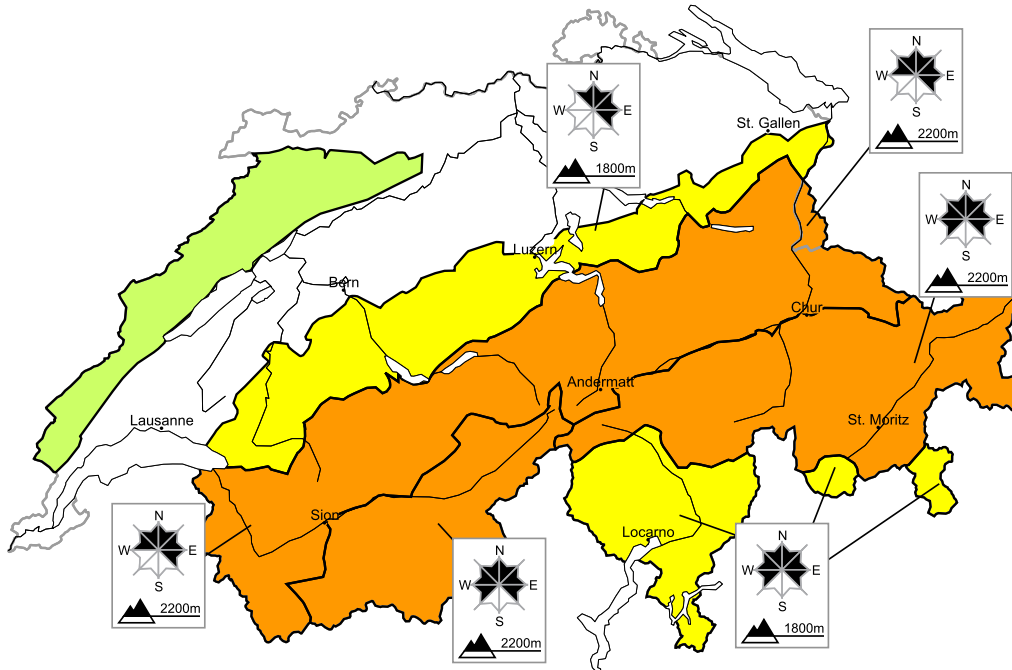 N
W E
S
2200m
N
W E
S
1800m
St. Gallen
N
W E
S
2200m
Luzern
Bern
Chur
Andermatt
Lausanne
St. Moritz
N
W E
S
2200m
Sion
Locarno
N
W E
S
2200m
N
W E
S
1800m